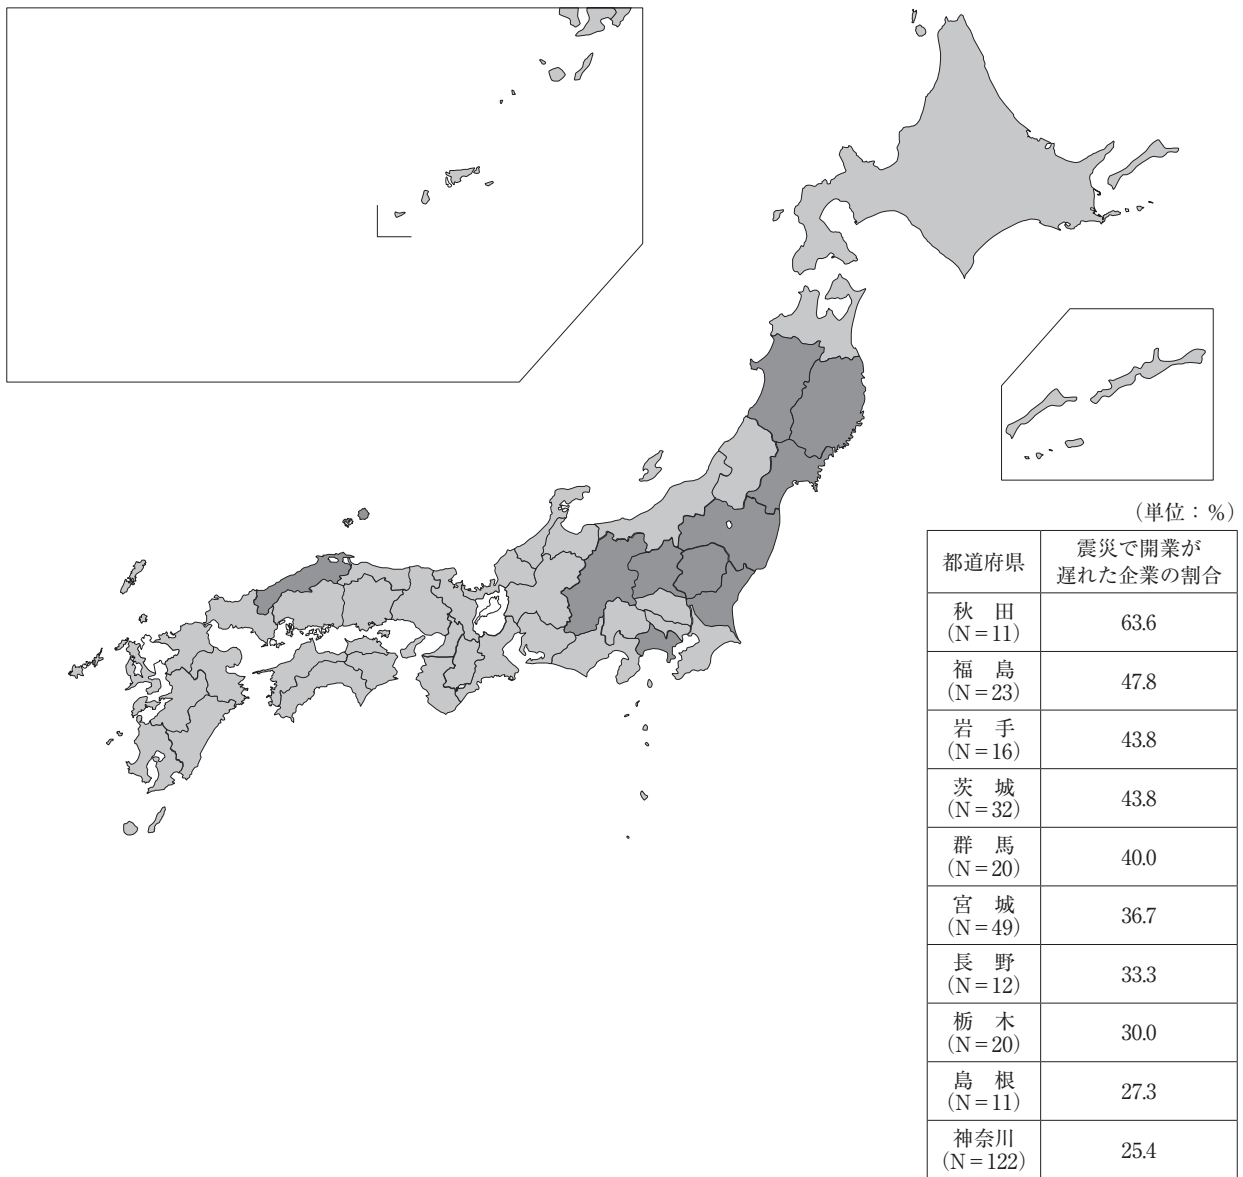 (単位：%)
都道府県
震災で開業が
遅れた企業の割合
秋　田
(N＝11)
63.6
福　島
(N＝23)
47.8
岩　手
(N＝16)
43.8
茨　城
(N＝32)
43.8
群　馬
(N＝20)
40.0
宮　城
(N＝49)
36.7
長　野
(N＝12)
33.3
栃　木
(N＝20)
30.0
島　根
(N＝11)
27.3
神奈川
(N＝122)
25.4